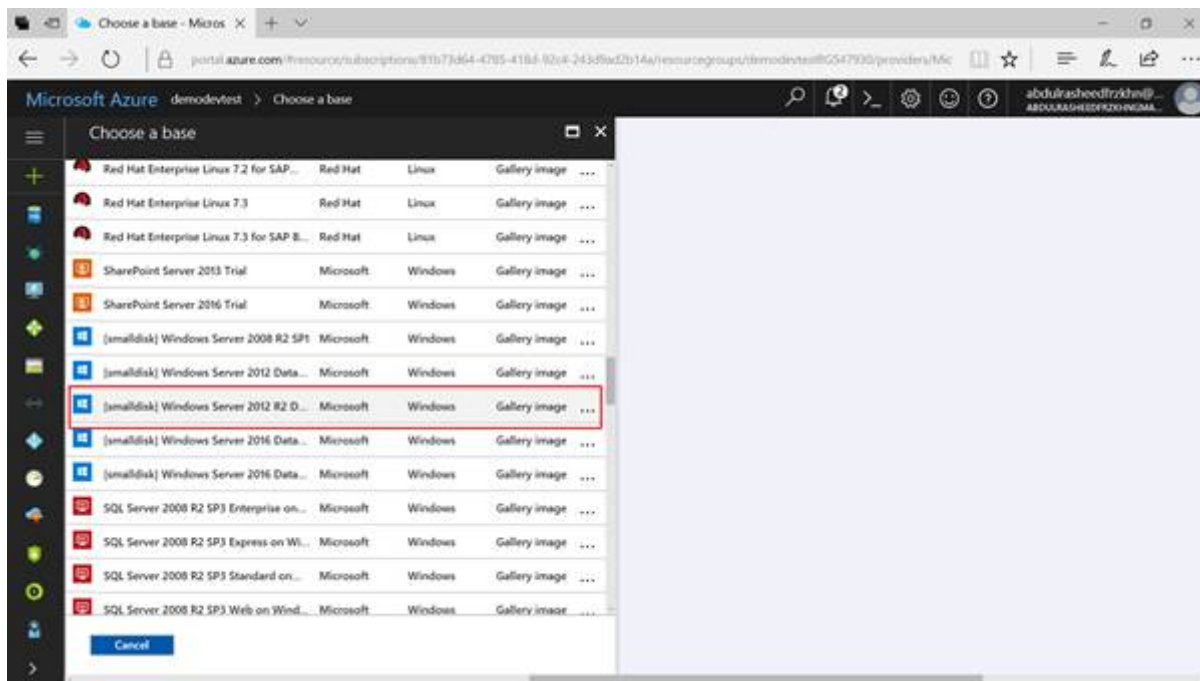 Choose a base - Micros
Microsoft Azure demodevtest > Choose a base
2
abdulrasheedfrzkhn@...
ABDULRASHEEDFRZKHNGMA...
Choose a base
Red Hat Enterprise Linux 7.2 for SAP... Red Hat Linux Gallery image ...
Red Hat Enterprise Linux 7.3 Red Hat Linux Gallery image ...
Red Hat Enterprise Linux 7.3 for SAP B... Red Hat Linux Gallery image ...
SharePoint Server 2013 Trial Microsoft Windows Gallery image ...
SharePoint Server 2016 Trial Microsoft Windows Gallery image ...
[smalldisk] Windows Server 2008 R2 SP1 Microsoft Windows Gallery image ...
[smalldisk] Windows Server 2012 Data... Microsoft Windows Gallery image ...
[smalldisk] Windows Server 2012 R2 D... Microsoft Windows Gallery image ...
[smalldisk] Windows Server 2016 Data... Microsoft Windows Gallery image ...
[smalldisk] Windows Server 2016 Data... Microsoft Windows Gallery image ...
SQL Server 2008 R2 SP3 Enterprise on... Microsoft Windows Gallery image ...
SQL Server 2008 R2 SP3 Express on Wi... Microsoft Windows Gallery image ...
SQL Server 2008 R2 SP3 Standard on... Microsoft Windows Gallery image ...
SQL Server 2008 R2 SP3 Web on Wind... Microsoft Windows Gallery image ...
Cancel